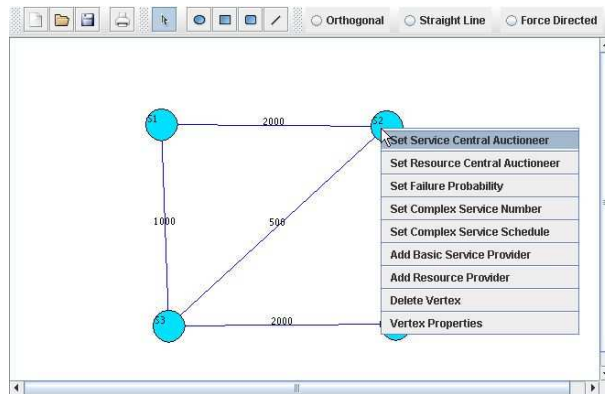 Orthogonal Straight Line Force Directed
S1
2000
S2
Set Service Central Auctioneer
Set Resource Central Auctioneer
Set Failure Probability
1000
500
Set Complex Service Number
Set Complex Service Schedule
Add Basic Service Provider
Add Resource Provider
Delete Vertex
S3
2000
Vertex Properties